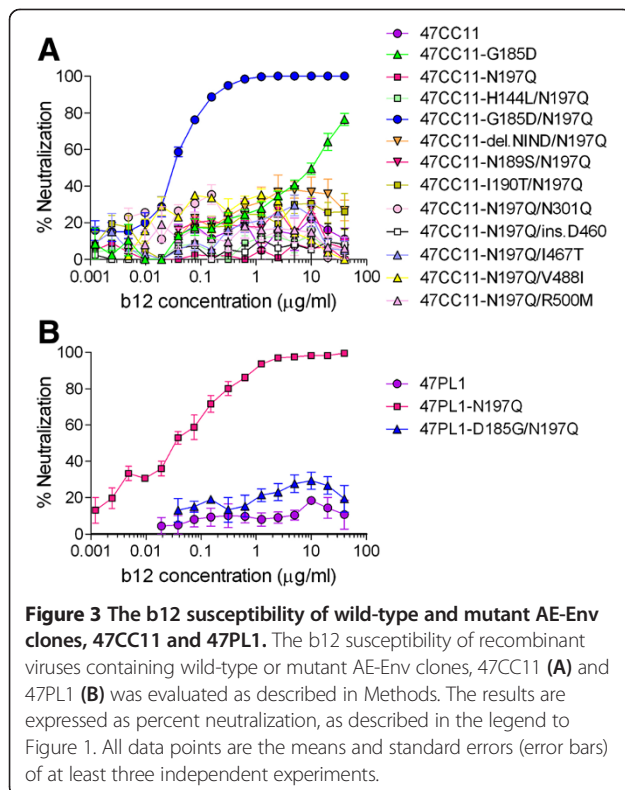 A
% Neutralization
100
80
60
40
20
0
0.001 0.01 0.1 1 10 100
b12 concentration (μg/ml)
47CC11
47CC11-G185D
47CC11-N197Q
47CC11-H144L/N197Q
47CC11-G185D/N197Q
47CC11-del.NIND/N197Q
47CC11-N189S/N197Q
47CC11-I190T/N197Q
47CC11-N197Q/N301Q
47CC11-N197Q/ins.D460
47CC11-N197Q/I467T
47CC11-N197Q/V488I
47CC11-N197Q/R500M
B
% Neutralization
100
80
60
40
20
0
0.001 0.01 0.1 1 10 100
b12 concentration (μg/ml)
47PL1
47PL1-N197Q
47PL1-D185G/N197Q
Figure 3 The b12 susceptibility of wild-type and mutant AE-Env
clones, 47CC11 and 47PL1. The b12 susceptibility of recombinant
viruses containing wild-type or mutant AE-Env clones, 47CC11 (A) and
47PL1 (B) was evaluated as described in Methods. The results are
expressed as percent neutralization, as described in the legend to
Figure 1. All data points are the means and standard errors (error bars)
of at least three independent experiments.